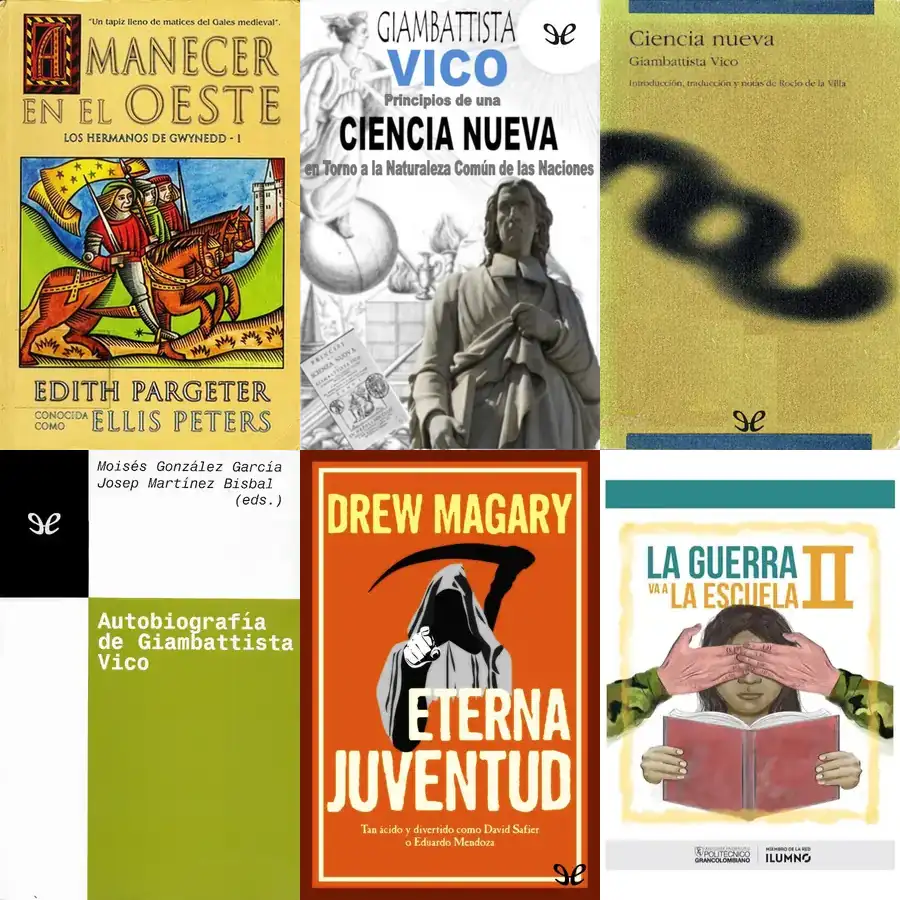 "Un tapiz lleno de matices del Gales medieval".
AMANECER
EN EL OESTE
LOS HERMANOS DE GWYNEDD - I
EDITH PARGETER
CONOCIDA
COMO
ELLIS PETERS
GIAMBATTISTA
VICO
Principios de una
CIENCIA NUEVA
en Torno a la Naturaleza Común de las Naciones
Ciencia nueva
Giambattista Vico
Introducción, traducción y notas de Rocío de la Villa
Moisés González García
Josep Martínez Bisbal
(eds.)
Autobiografía
de Giambattista
Vico
DREW MAGARY
ETERNA
JUVENTUD
Tan ácido y divertido como David Safier
o Eduardo Mendoza
LA GUERRA II
VA A LA ESCUELA
POLITÉCNICO
GRANCOLOMBIANO
MIEMBRO DE LA RED
ILUMNO